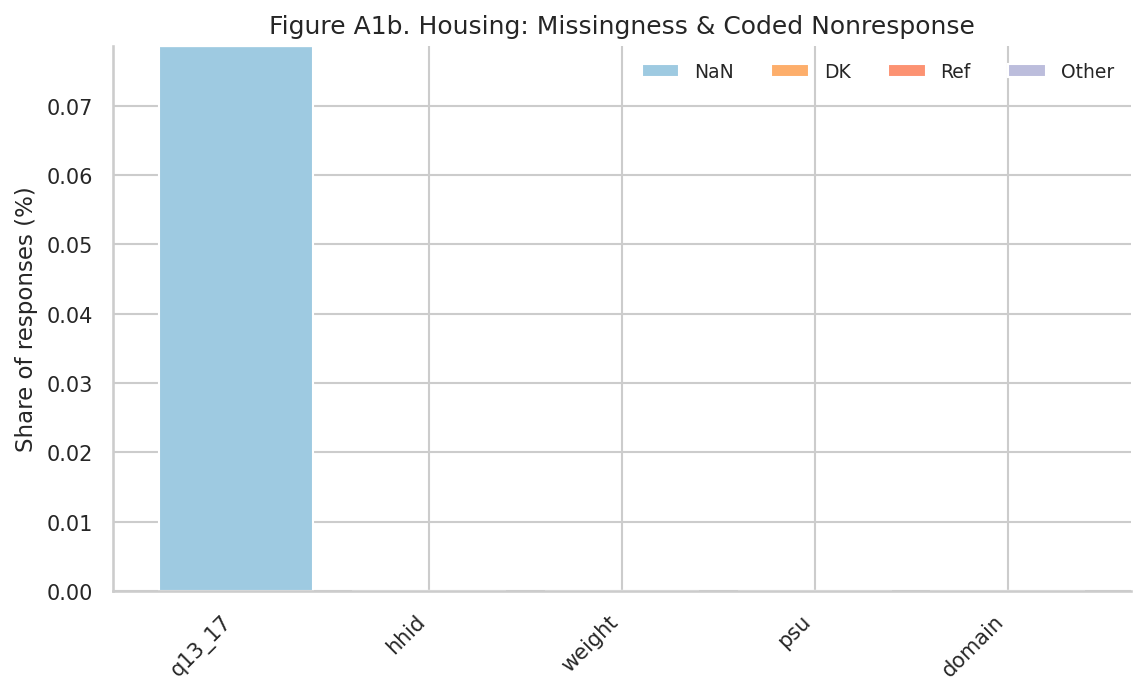 Figure A1b. Housing: Missingness & Coded Nonresponse
NaN DK Ref Other
Share of responses (%)
0.07
0.06
0.05
0.04
0.03
0.02
0.01
0.00
q13_17 hhid weight psu domain